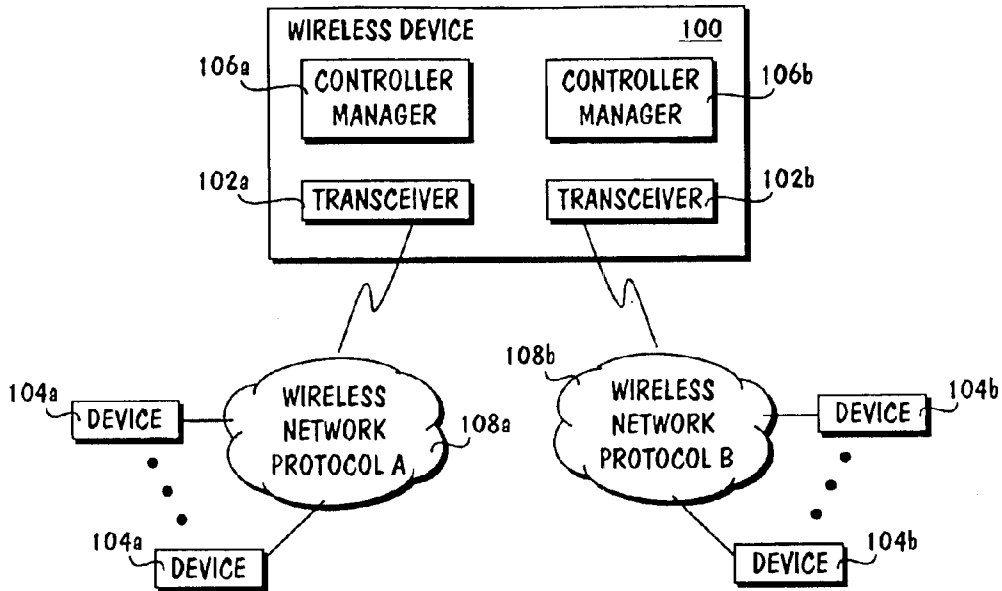 WIRELESS DEVICE 100
106a
CONTROLLER
MANAGER
CONTROLLER
MANAGER
106b
102a
TRANSCEIVER
TRANSCEIVER
102b
104a
DEVICE
WIRELESS
NETWORK
PROTOCOL A
108a
108b
WIRELESS
NETWORK
PROTOCOL B
104b
DEVICE
104a
DEVICE
104b
DEVICE